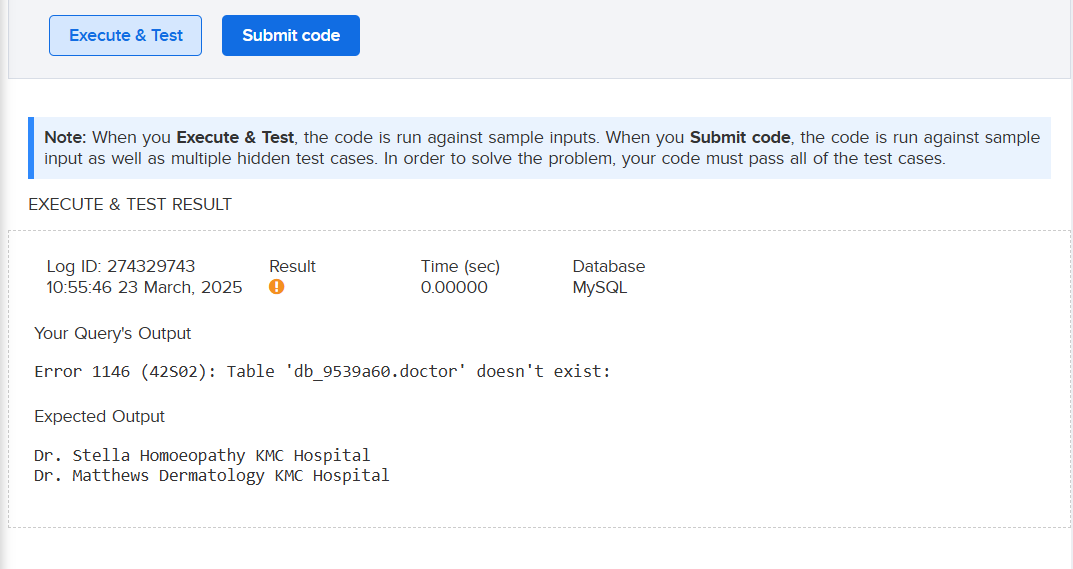 Execute & Test Submit code
Note: When you Execute & Test, the code is run against sample inputs. When you Submit code, the code is run against sample
input as well as multiple hidden test cases. In order to solve the problem, your code must pass all of the test cases.
EXECUTE & TEST RESULT
Log ID: 274329743 Result Time (sec) Database
10:55:46 23 March, 2025 0.00000 MySQL
Your Query's Output
Error 1146 (42S02): Table 'db_9539a60.doctor' doesn't exist:
Expected Output
Dr. Stella Homoeopathy KMC Hospital
Dr. Matthews Dermatology KMC Hospital